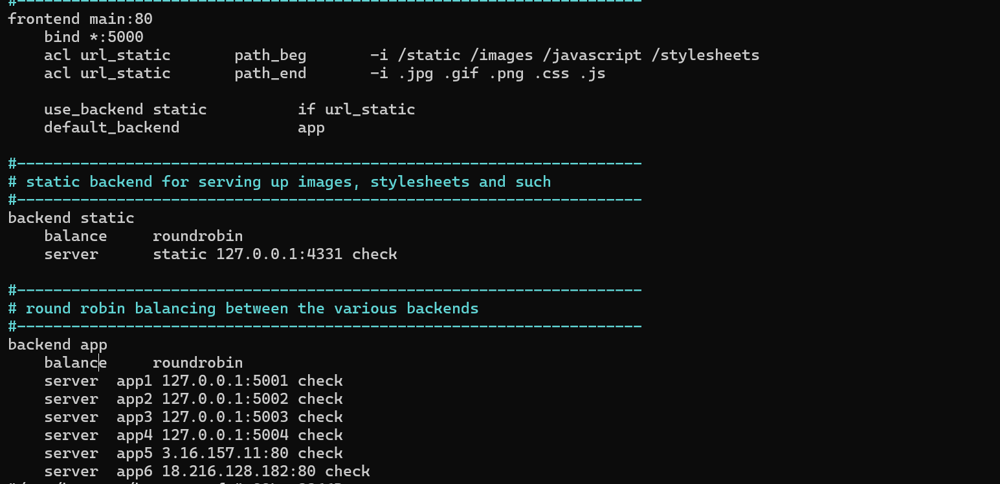 #---------------------------------------------------------------------
frontend main:80
    bind *:5000
    acl url_static       path_beg       -i /static /images /javascript /stylesheets
    acl url_static       path_end       -i .jpg .gif .png .css .js

    use_backend static          if url_static
    default_backend             app

#---------------------------------------------------------------------
# static backend for serving up images, stylesheets and such
#---------------------------------------------------------------------
backend static
    balance     roundrobin
    server      static 127.0.0.1:4331 check

#---------------------------------------------------------------------
# round robin balancing between the various backends
#---------------------------------------------------------------------
backend app
    balance     roundrobin
    server  app1 127.0.0.1:5001 check
    server  app2 127.0.0.1:5002 check
    server  app3 127.0.0.1:5003 check
    server  app4 127.0.0.1:5004 check
    server  app5 3.16.157.11:80 check
    server  app6 18.216.128.182:80 check